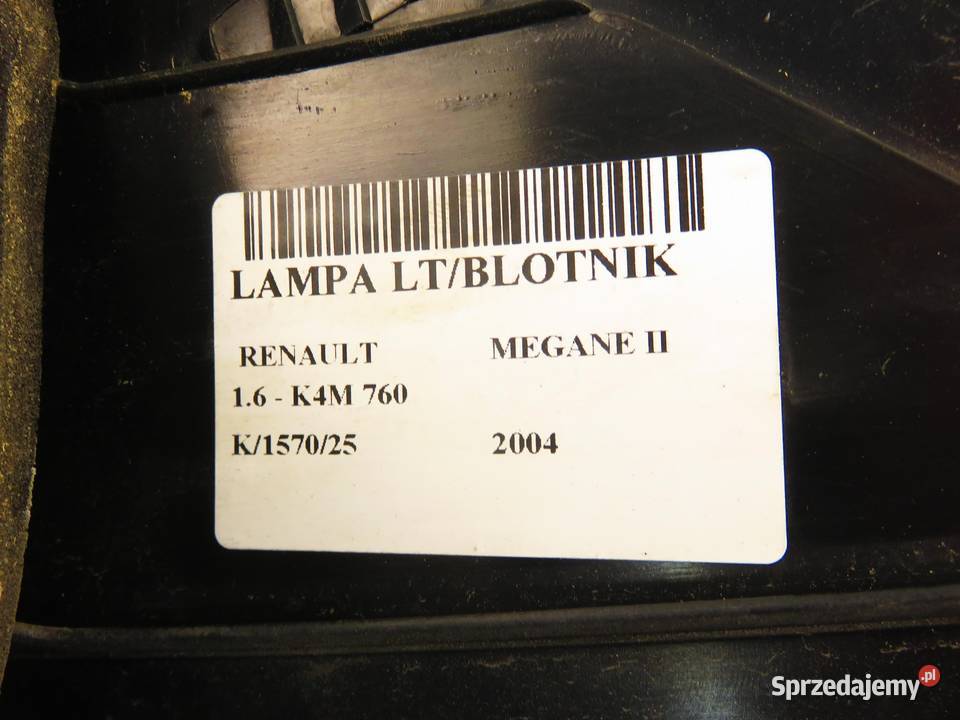 LAMPA LT/BLOTNIK
RENAULT MEGANE II
1.6 - K4M 760
K/1570/25 2004
Sprzedajemy.pl